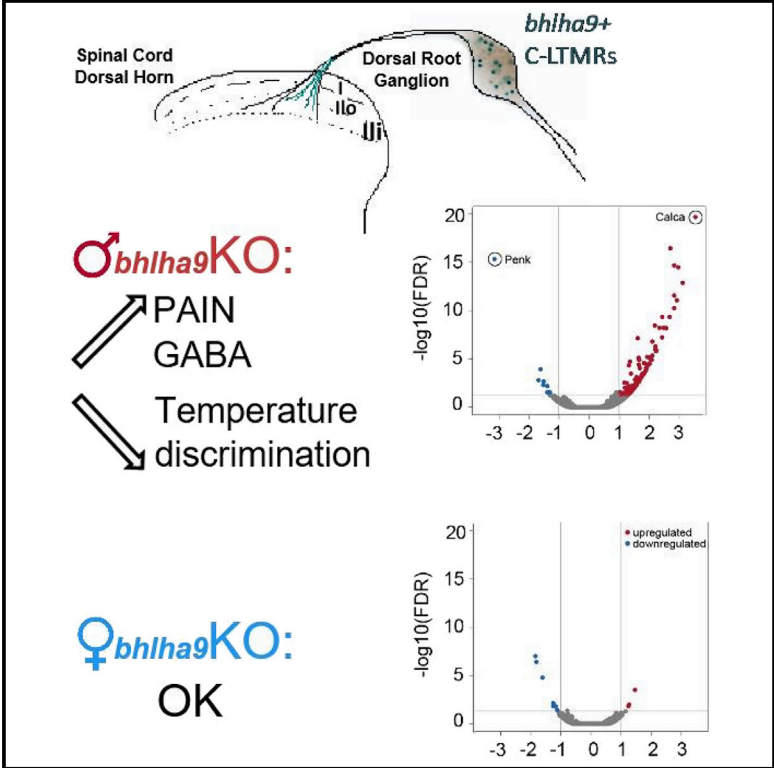 bhlha9+
C-LTMRs
Spinal Cord
Dorsal Horn
Dorsal Root
Ganglion
I
IIo
IIi
♂bhlha9KO:
PAIN
GABA
Temperature
discrimination
20
15
10
5
0
-log10(FDR)
Calca
Penk
-3 -2 -1 0 1 2 3
♀bhlha9KO:
OK
20
15
10
5
0
-log10(FDR)
upregulated
downregulated
-3 -2 -1 0 1 2 3